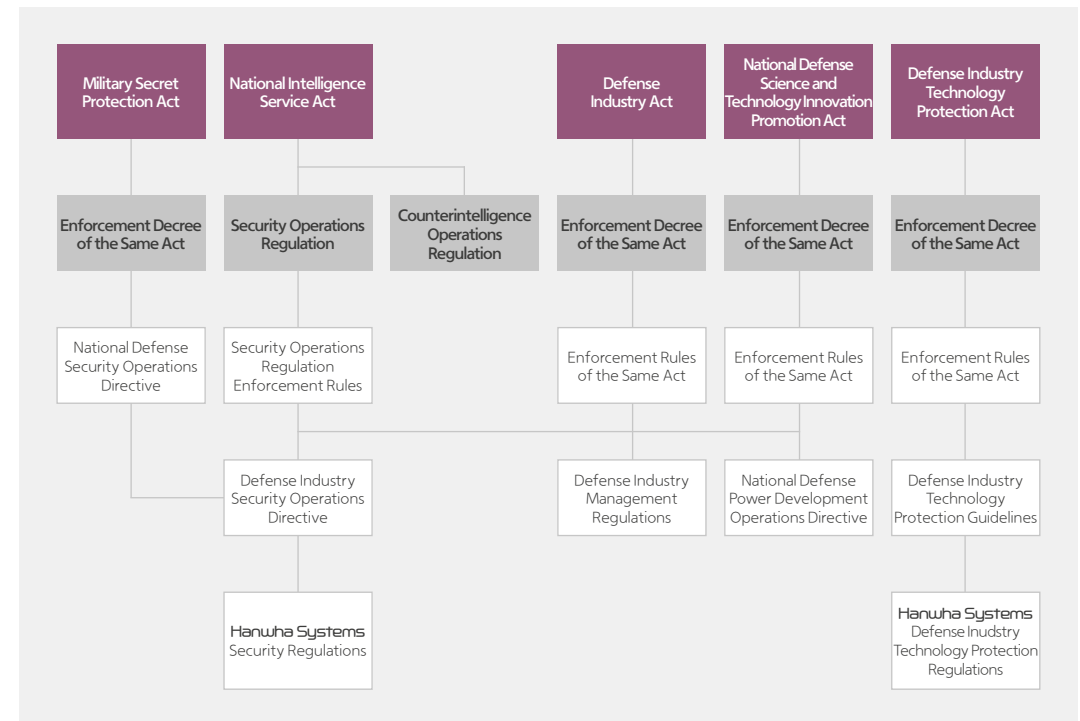 Military Secret
Protection Act
National Intelligence
Service Act
Defense
Industry Act
National Defense
Science and
Technology Innovation
Promotion Act
Defense Industry
Technology
Protection Act
Enforcement Decree
of the Same Act
Security Operations
Regulation
Counterintelligence
Operations
Regulation
Enforcement Decree
of the Same Act
Enforcement Decree
of the Same Act
Enforcement Decree
of the Same Act
National Defense
Security Operations
Directive
Security Operations
Regulation
Enforcement Rules
Enforcement Rules
of the Same Act
Enforcement Rules
of the Same Act
Enforcement Rules
of the Same Act
Defense Industry
Security Operations
Directive
Defense Industry
Management
Regulations
National Defense
Power Development
Operations Directive
Defense Industry
Technology
Protection Guidelines
Hanwha Systems
Security Regulations
Hanwha Systems
Defense Inudstry
Technology Protection
Regulations